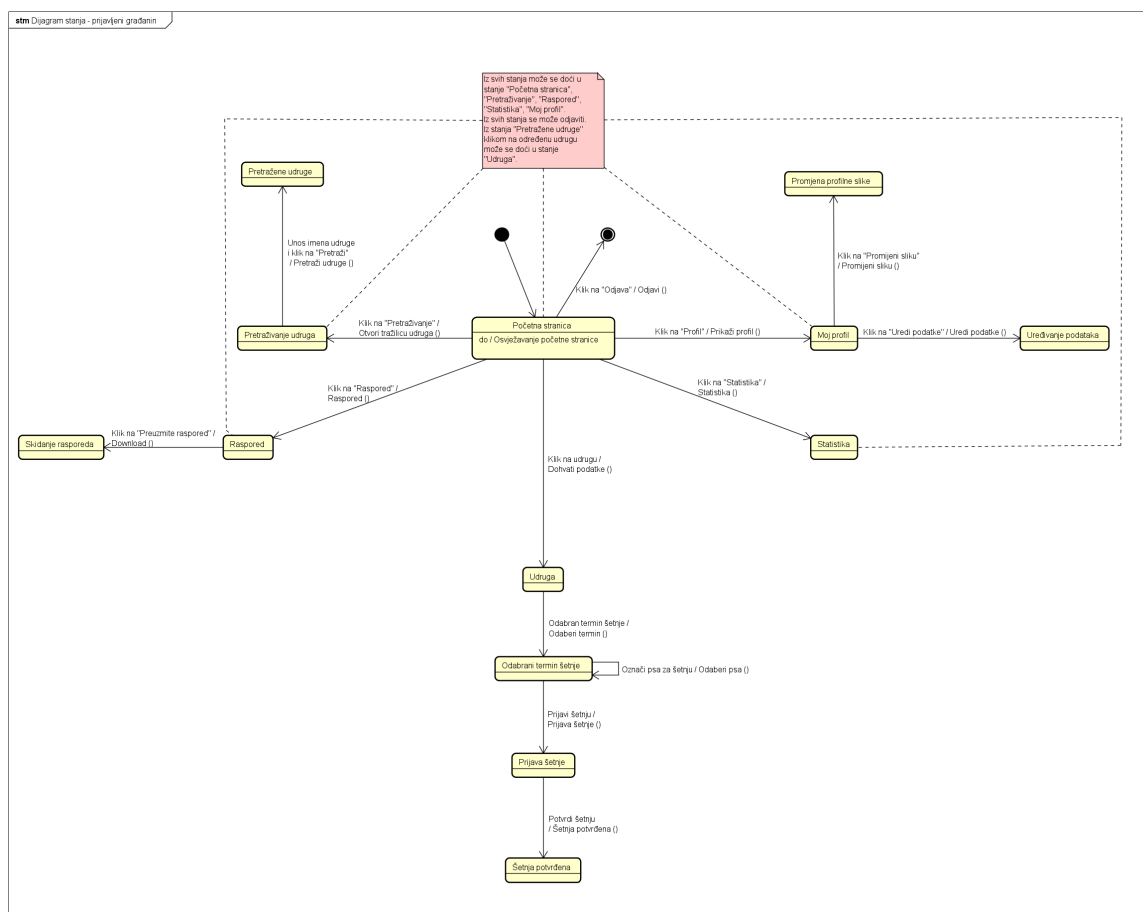 stm Dijagram stanja - prijavljeni građanin
Iz svih stanja može se doći u
stanje "Početna stranica",
"Pretraživanje", "Raspored",
"Statistika", "Moj profil".
Iz svih stanja se može odjaviti.
Iz stanja "Pretražene udruge"
klikom na određenu udrugu
može se doći u stanje
"Udruga".
Pretražene udruge
Promjena profilne slike
Unos imena udruge
i klik na "Pretraži"
/ Pretraži udruge ()
Klik na "Promijeni sliku"
/ Promijeni sliku ()
Klik na "Odjava" / Odjavi ()
Pretraživanje udruga
Klik na "Pretraživanje" /
Otvori tražilicu udruga ()
Početna stranica
do / Osvježavanje početne stranice
Klik na "Profil" / Prikaži profil ()
Moj profil
Klik na "Uredi podatke" / Uredi podatke ()
Uređivanje podataka
Klik na "Raspored" /
Raspored ()
Klik na "Statistika" /
Statistika ()
Skidanje rasporeda
Klik na "Preuzmite raspored" /
Download ()
Raspored
Statistika
Klik na udrugu /
Dohvati podatke ()
Udruga
Odabran termin šetnje /
Odaberi termin ()
Odabrani termin šetnje
Označi psa za šetnju / Odaberi psa ()
Prijavi šetnju /
Prijava šetnje ()
Prijava šetnje
Potvrdi šetnju
/ Šetnja potvrđena ()
Šetnja potvrđena